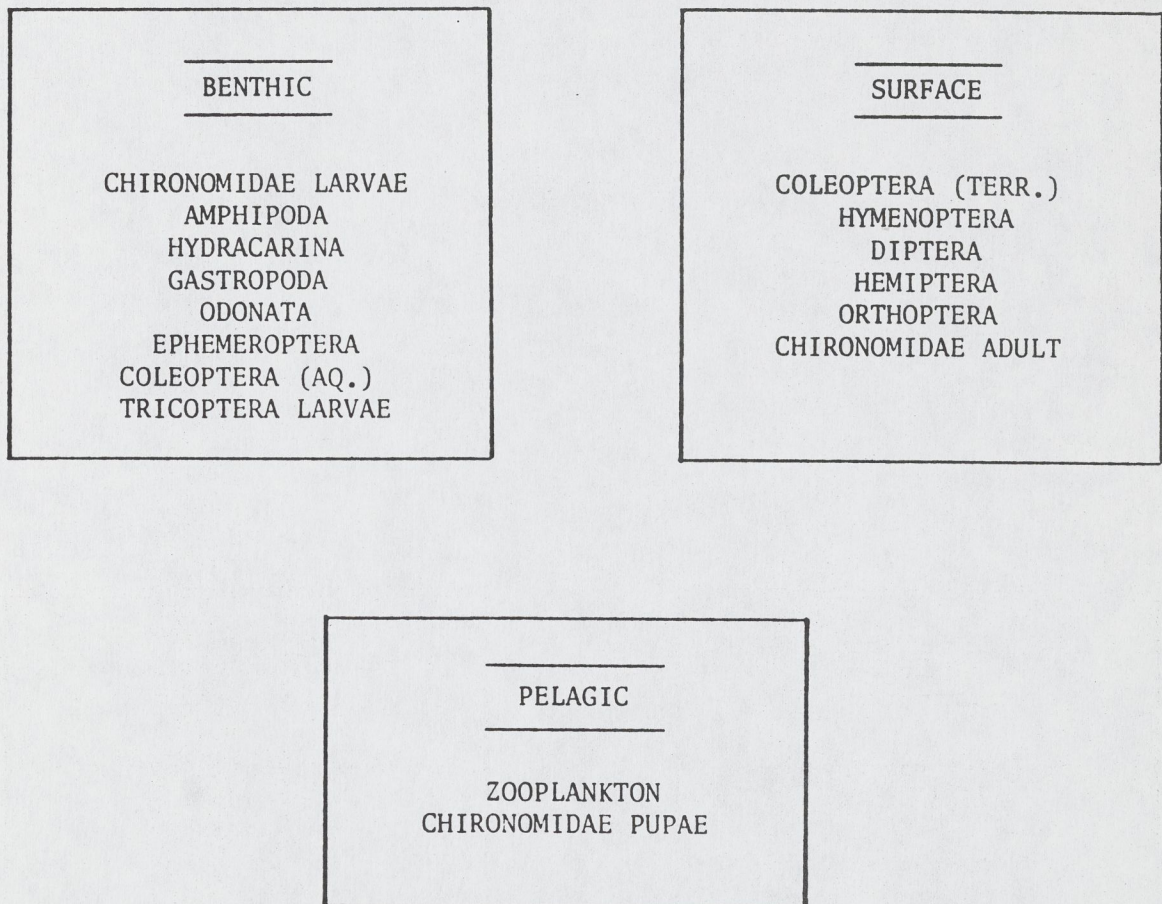 BENTHIC
CHIRONOMIDAE LARVAE
AMPHIPODA
HYDRACARINA
GASTROPODA
ODONATA
EPHEMEROPTERA
COLEOPTERA (AQ.)
TRICOPTERA LARVAE
SURFACE
COLEOPTERA (TERR.)
HYMENOPTERA
DIPTERA
HEMIPTERA
ORTHOPTERA
CHIRONOMIDAE ADULT
PELAGIC
ZOOPLANKTON
CHIRONOMIDAE PUPAE